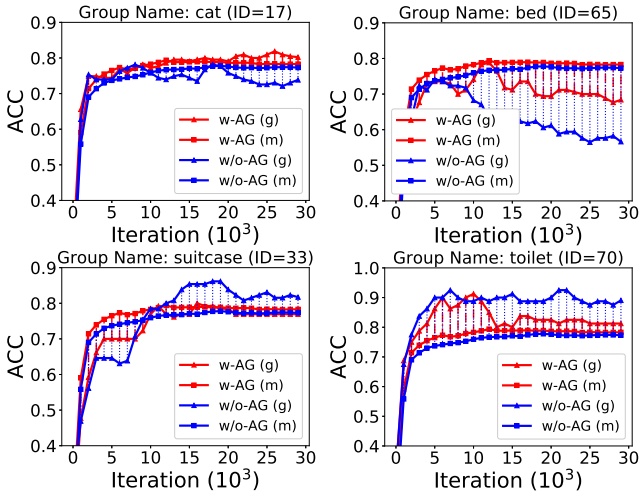 Group Name: cat (ID=17)
0.9
0.8
0.7
0.6
0.5
0.4
ACC
w-AG (g)
w-AG (m)
w/o-AG (g)
w/o-AG (m)
0 5 10 15 20 25 30
Iteration (10³)
Group Name: bed (ID=65)
0.9
0.8
0.7
0.6
0.5
0.4
ACC
w-AG (g)
w-AG (m)
w/o-AG (g)
w/o-AG (m)
0 5 10 15 20 25 30
Iteration (10³)
Group Name: suitcase (ID=33)
0.9
0.8
0.7
0.6
0.5
0.4
ACC
w-AG (g)
w-AG (m)
w/o-AG (g)
w/o-AG (m)
0 5 10 15 20 25 30
Iteration (10³)
Group Name: toilet (ID=70)
1.0
0.9
0.8
0.7
0.6
0.5
0.4
ACC
w-AG (g)
w-AG (m)
w/o-AG (g)
w/o-AG (m)
0 5 10 15 20 25 30
Iteration (10³)